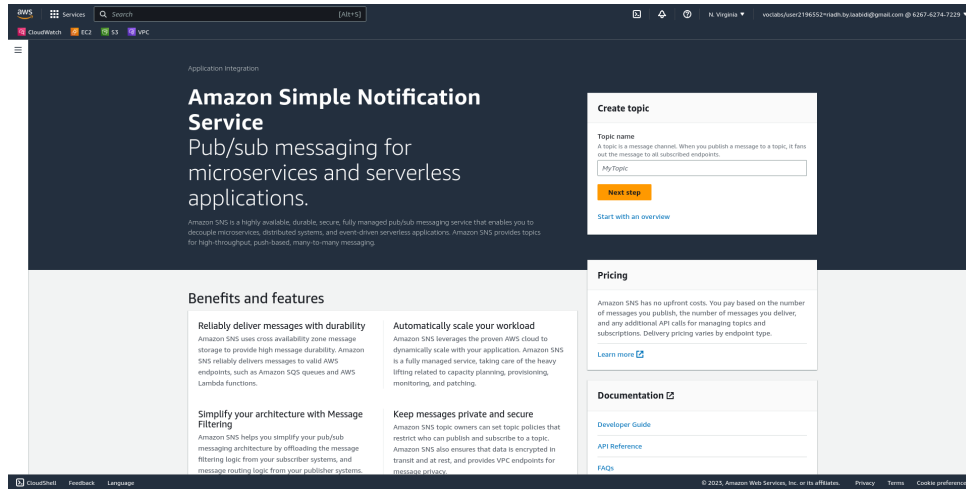 aws
Services
Search
[Alt+S]
N. Virginia ▼
voclabs/user2196552=riadh.by.laabidi@gmail.com @ 6267-6274-7229 ▼
CloudWatch
EC2
S3
VPC
Application Integration
Amazon Simple Notification
Service
Pub/sub messaging for
microservices and serverless
applications.
Amazon SNS is a highly available, durable, secure, fully managed pub/sub messaging service that enables you to
decouple microservices, distributed systems, and event-driven serverless applications. Amazon SNS provides topics
for high-throughput, push-based, many-to-many messaging.
Create topic
Topic name
A topic is a message channel. When you publish a message to a topic, it fans
out the message to all subscribed endpoints.
MyTopic
Next step
Start with an overview
Pricing
Amazon SNS has no upfront costs. You pay based on the number
of messages you publish, the number of messages you deliver,
and any additional API calls for managing topics and
subscriptions. Delivery pricing varies by endpoint type.
Learn more
Benefits and features
Reliably deliver messages with durability
Amazon SNS uses cross availability zone message
storage to provide high message durability. Amazon
SNS reliably delivers messages to valid AWS
endpoints, such as Amazon SQS queues and AWS
Lambda functions.
Automatically scale your workload
Amazon SNS leverages the proven AWS cloud to
dynamically scale with your application. Amazon SNS
is a fully managed service, taking care of the heavy
lifting related to capacity planning, provisioning,
monitoring, and patching.
Simplify your architecture with Message
Filtering
Amazon SNS helps you simplify your pub/sub
messaging architecture by offloading the message
filtering logic from your subscriber systems, and
message routing logic from your publisher systems.
Keep messages private and secure
Amazon SNS topic owners can set topic policies that
restrict who can publish and subscribe to a topic.
Amazon SNS also ensures that data is encrypted in
transit and at rest, and provides VPC endpoints for
message privacy.
Documentation
Developer Guide
API Reference
FAQs
CloudShell
Feedback
Language
© 2023, Amazon Web Services, Inc. or its affiliates.
Privacy
Terms
Cookie preference